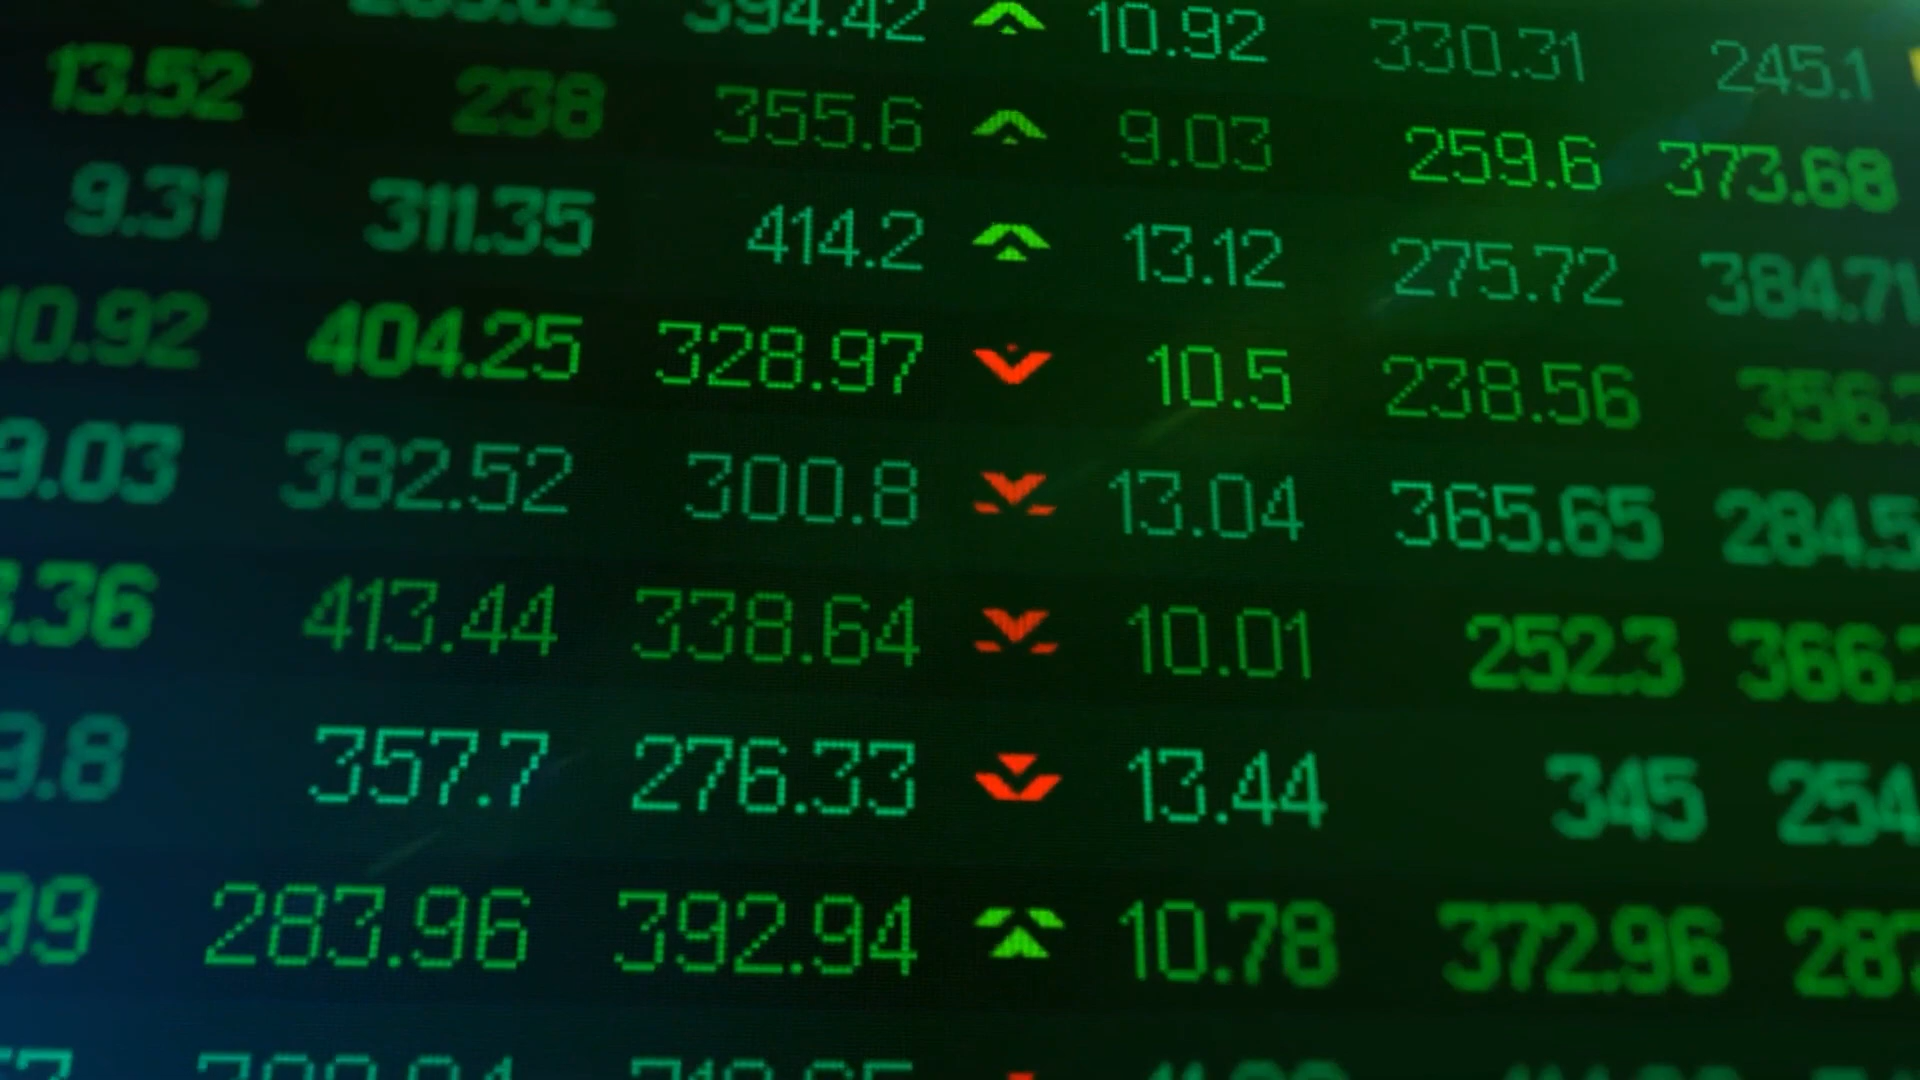 394.42 10.92 330.31 245.1
13.52 238 355.6 9.03 259.6 373.68
9.31 311.35 414.2 13.12 275.72 384.71
10.92 404.25 328.97 10.5 238.56 356.
9.03 382.52 300.8 13.04 365.65 284.5
.36 413.44 338.64 10.01 252.3 366.
.8 357.7 276.33 13.44 345 254
99 283.96 392.94 10.78 372.96 287